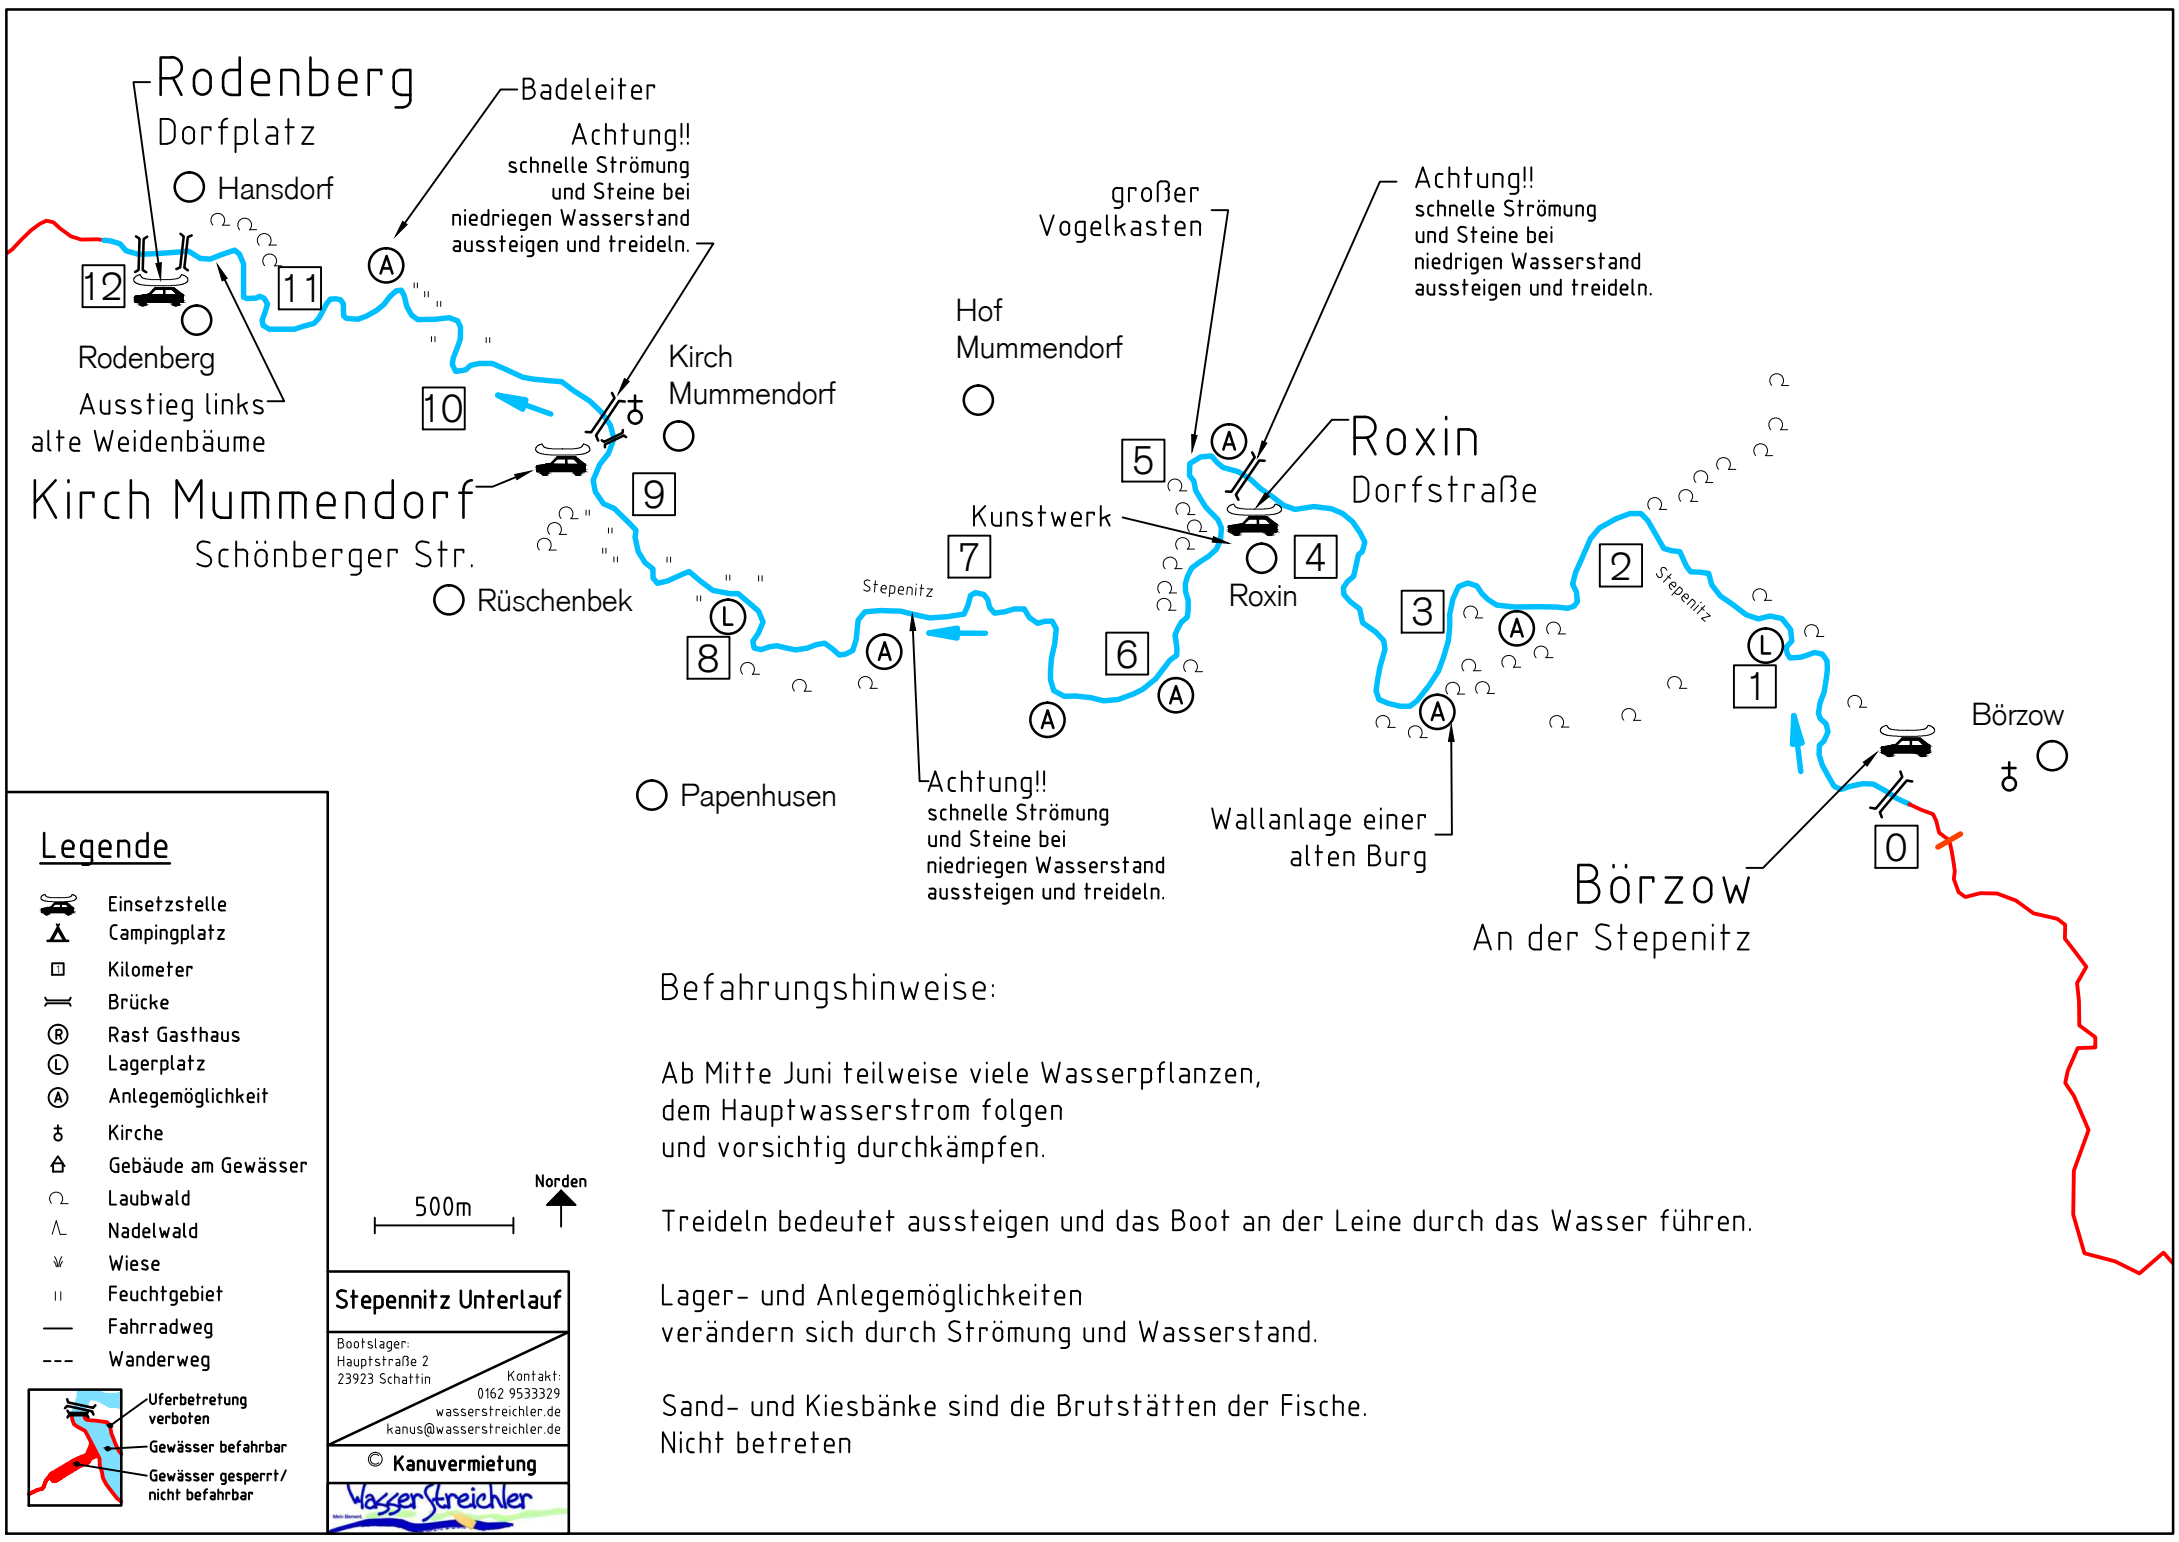 Rodenberg
Dorfplatz
Hansdorf
Badeleiter
Achtung!!
schnelle Strömung
und Steine bei
niedriegen Wasserstand
aussteigen und treideln.
großer
Vogelkasten
Achtung!!
schnelle Strömung
und Steine bei
niedrigen Wasserstand
aussteigen und treideln.
A
12
11
Rodenberg
Ausstieg links
alte Weidenbäume
10
Kirch
Mummendorf
Hof
Mummendorf
Kirch Mummendorf
Schönberger Str.
9
Rüschenbek
5
A
Roxin
Dorfstraße
Kunstwerk
7
4
Roxin
Stepenitz
L
8
A
6
A
A
3
A
2
Stepenitz
A
L
1
Börzow
0
Papenhusen
Achtung!!
schnelle Strömung
und Steine bei
niedriegen Wasserstand
aussteigen und treideln.
Wallanlage einer
alten Burg
Börzow
An der Stepenitz
Legende
Einsetzstelle
Campingplatz
1 Kilometer
Brücke
R Rast Gasthaus
L Lagerplatz
A Anlegemöglichkeit
Kirche
Gebäude am Gewässer
Laubwald
Nadelwald
Wiese
Feuchtgebiet
Fahrradweg
Wanderweg
Uferbetretung
verboten
Gewässer befahrbar
Gewässer gesperrt/
nicht befahrbar
500m
Norden
Stepennitz Unterlauf
Bootslager:
Hauptstraße 2
23923 Schattin
Kontakt:
0162 9533329
wasserstreichler.de
kanus@wasserstreichler.de
© Kanuvermietung
WasserStreichler
Mein Element.
Befahrungshinweise:
Ab Mitte Juni teilweise viele Wasserpflanzen,
dem Hauptwasserstrom folgen
und vorsichtig durchkämpfen.
Treideln bedeutet aussteigen und das Boot an der Leine durch das Wasser führen.
Lager- und Anlegemöglichkeiten
verändern sich durch Strömung und Wasserstand.
Sand- und Kiesbänke sind die Brutstätten der Fische.
Nicht betreten